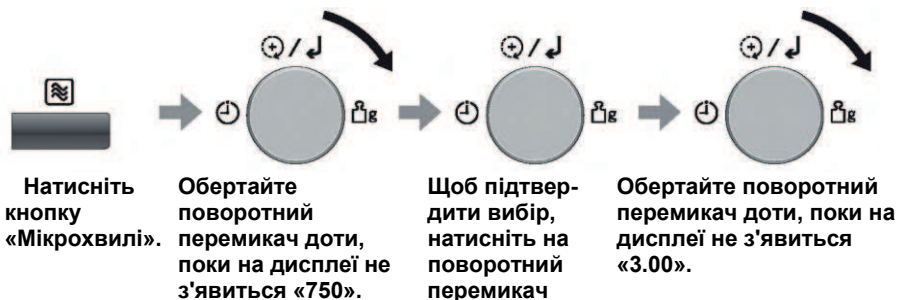 Натисніть
кнопку
«Мікрохвилі».
Обертайте
поворотний
перемикач доти,
поки на дисплеї не
з'явиться «750».
Щоб підтвер-
дити вибір,
натисніть на
поворотний
перемикач
Обертайте поворотний
перемикач доти, поки на
дисплеї не з'явиться
«3.00».